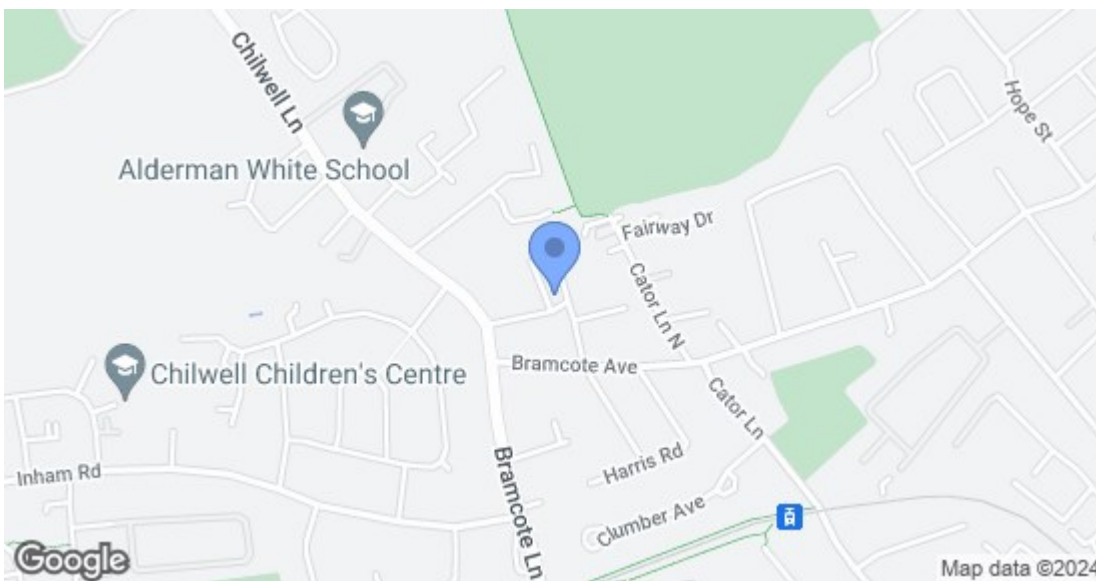 Chilwell Ln
Hope St
Alderman White School
Fairway Dr
Cator Ln N
Bramcote Ave
Chilwell Children's Centre
Cator Ln
Inham Rd
Bramcote Ln
Harris Rd
Clumber Ave
Google
Map data ©2024